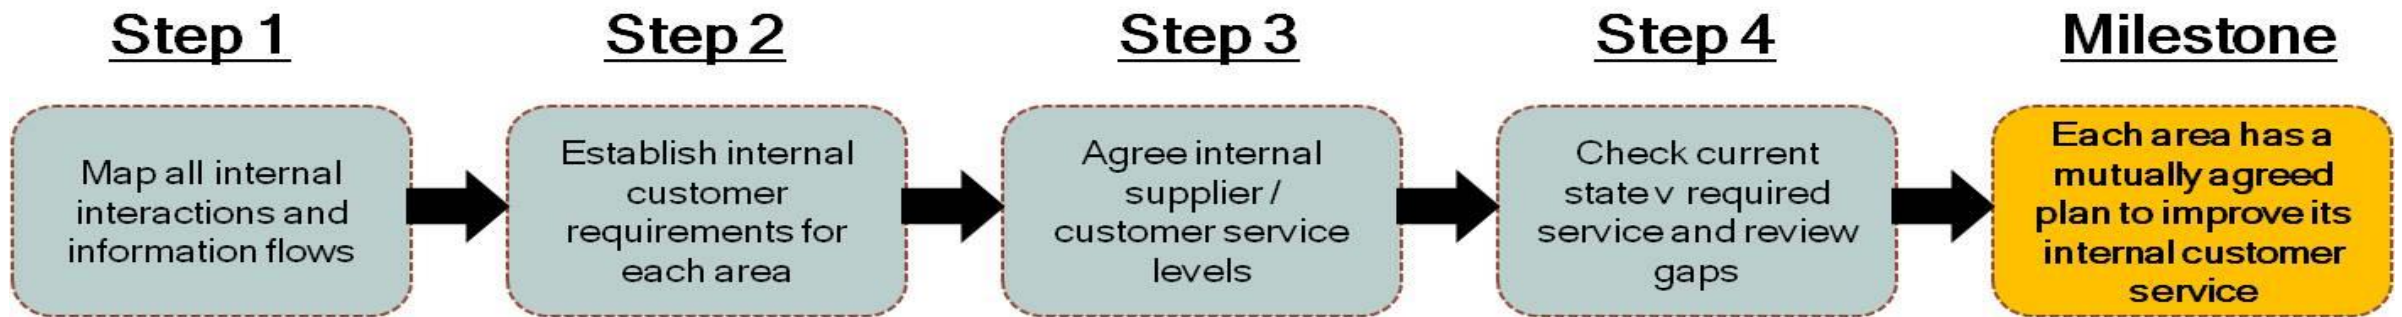 Step 1
Step 2
Step 3
Step 4
Milestone
Map all internal
interactions and
information flows
Establish internal
customer
requirements for
each area
Agree internal
supplier /
customer service
levels
Check current
state v required
service and review
gaps
Each area has a
mutually agreed
plan to improve its
internal customer
service